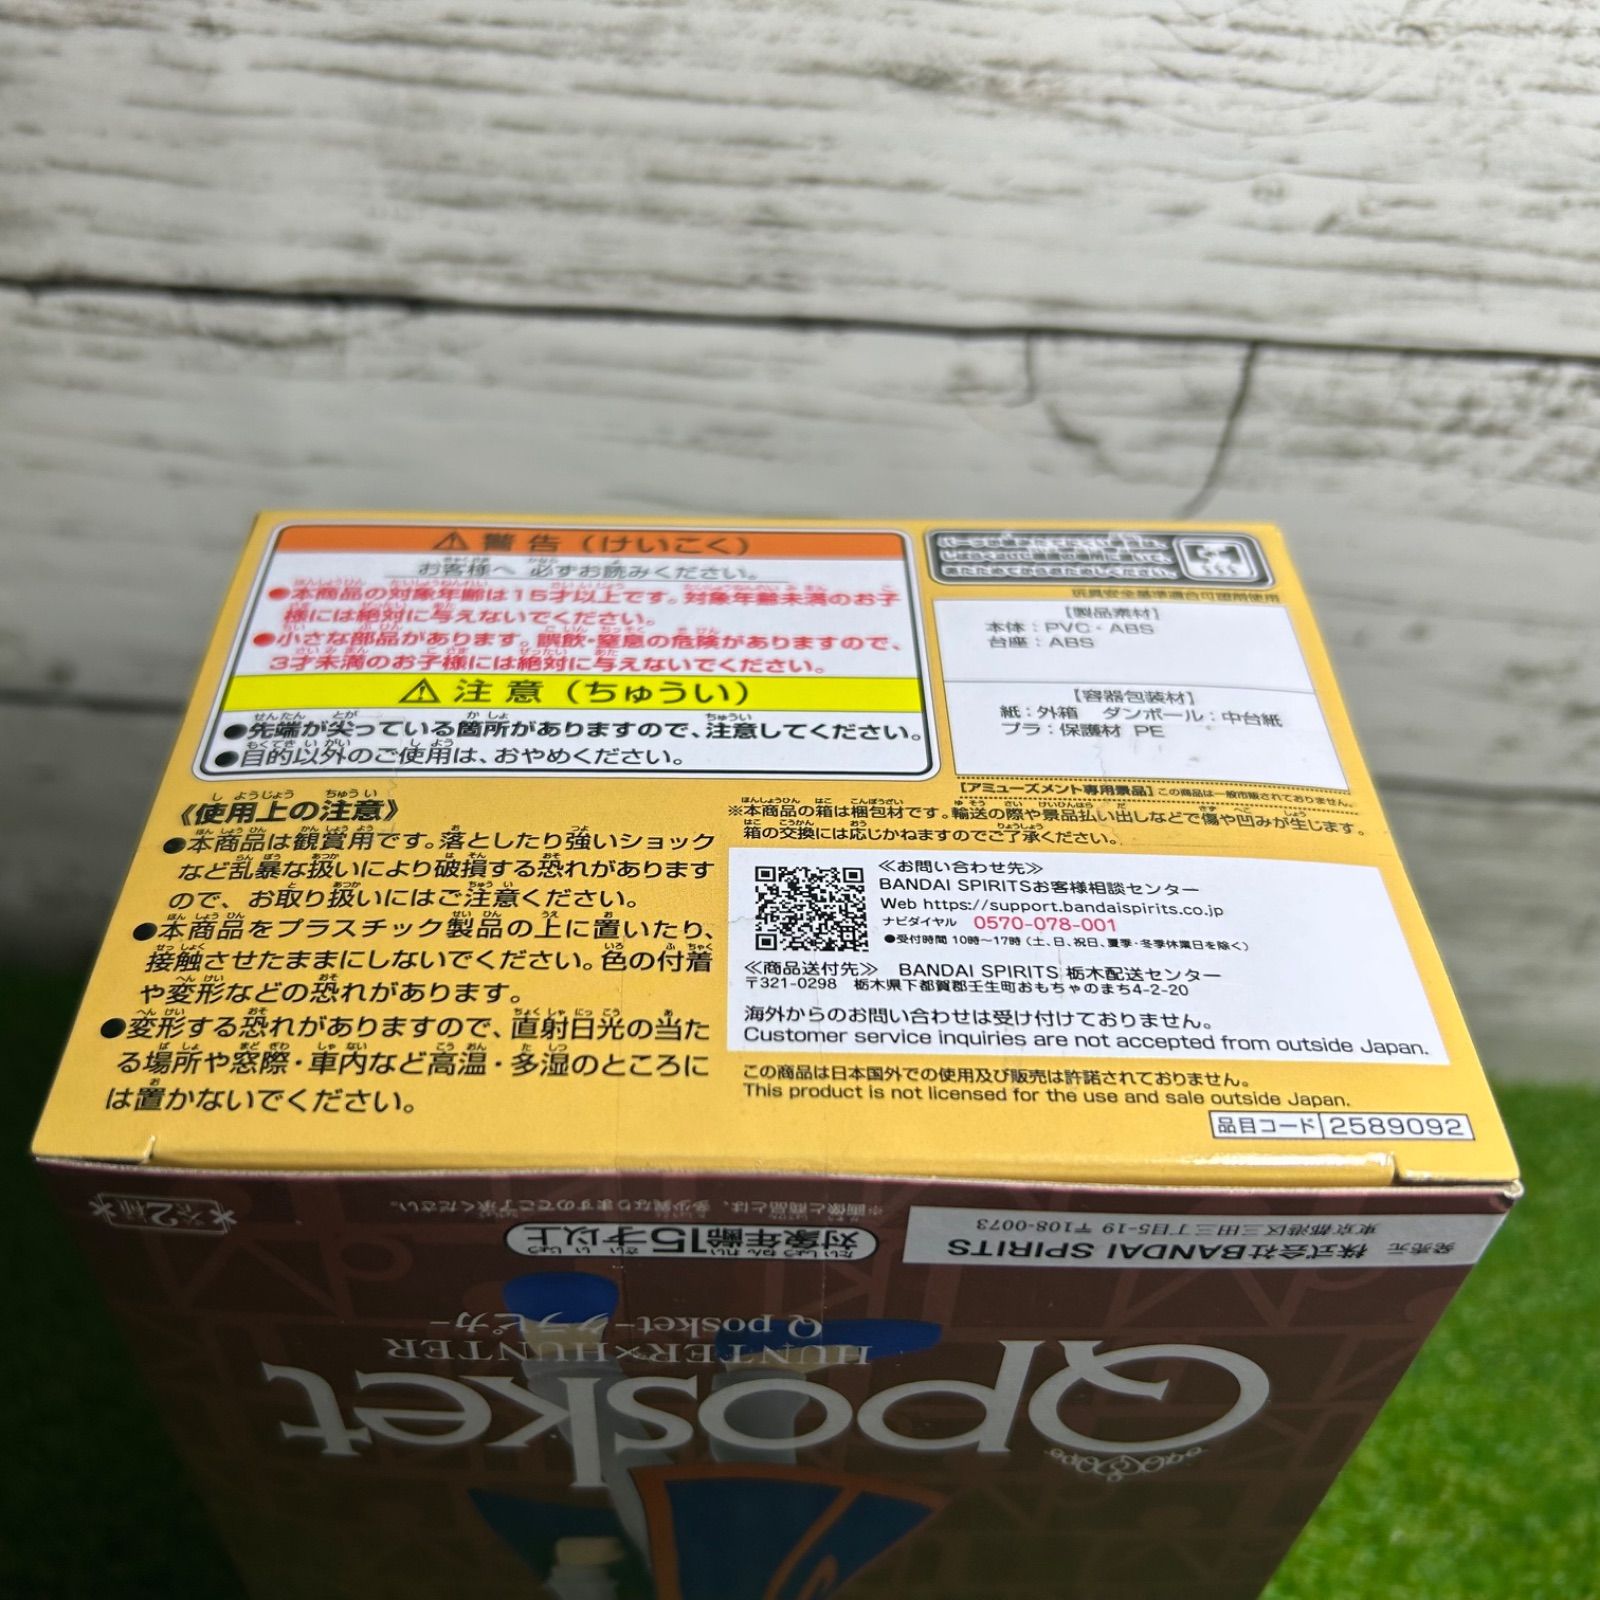 警告（けいこく）
お客様へ 必ずお読みください。
●本商品の対象年齢は15才以上です。対象年齢未満のお子
様には絶対に与えないでください。
●小さな部品があります。誤飲・窒息の危険がありますので、
3才未満のお子様には絶対に与えないでください。
注意（ちゅうい）
●先端が尖っている箇所がありますので、注意してください。
●目的以外のご使用は、おやめください。
玩具安全基準適合可塑剤使用
【製品素材】
本体：PVC・ABS
台座：ABS
【容器包装材】
紙：外箱 ダンボール：中台紙
プラ：保護材 PE
【アミューズメント専用景品】この商品は一般市販されておりません。
《使用上の注意》
●本商品は観賞用です。落としたり強いショック
など乱暴な扱いにより破損する恐れがあります
ので、お取り扱いにはご注意ください。
●本商品をプラスチック製品の上に置いたり、
接触させたままにしないでください。色の付着
や変形などの恐れがあります。
●変形する恐れがありますので、直射日光の当た
る場所や窓際・車内など高温・多湿のところに
は置かないでください。
※本商品の箱は梱包材です。輸送の際や景品払い出しなどで傷や凹みが生じます。
箱の交換には応じかねますのでご了承ください。
≪お問い合わせ先≫
BANDAI SPIRITSお客様相談センター
Web https://support.bandaispirits.co.jp
ナビダイヤル 0570-078-001
●受付時間 10時〜17時（土、日、祝日、夏季・冬季休業日を除く）
≪商品送付先≫ BANDAI SPIRITS 栃木配送センター
〒321-0298 栃木県下都賀郡壬生町おもちゃのまち4-2-20
海外からのお問い合わせは受け付けておりません。
Customer service inquiries are not accepted from outside Japan.
この商品は日本国外での使用及び販売は許諾されておりません。
This product is not licensed for the use and sale outside Japan.
品目コード 2589092
※画像と商品とは、多少異なりますのでご了承ください。
全2種
対象年齢15才以上
発売元 株式会社BANDAI SPIRITS
東京都港区三田三丁目5-19 〒108-0073
Q posket-クラピカ-
HUNTER×HUNTER
Qposket